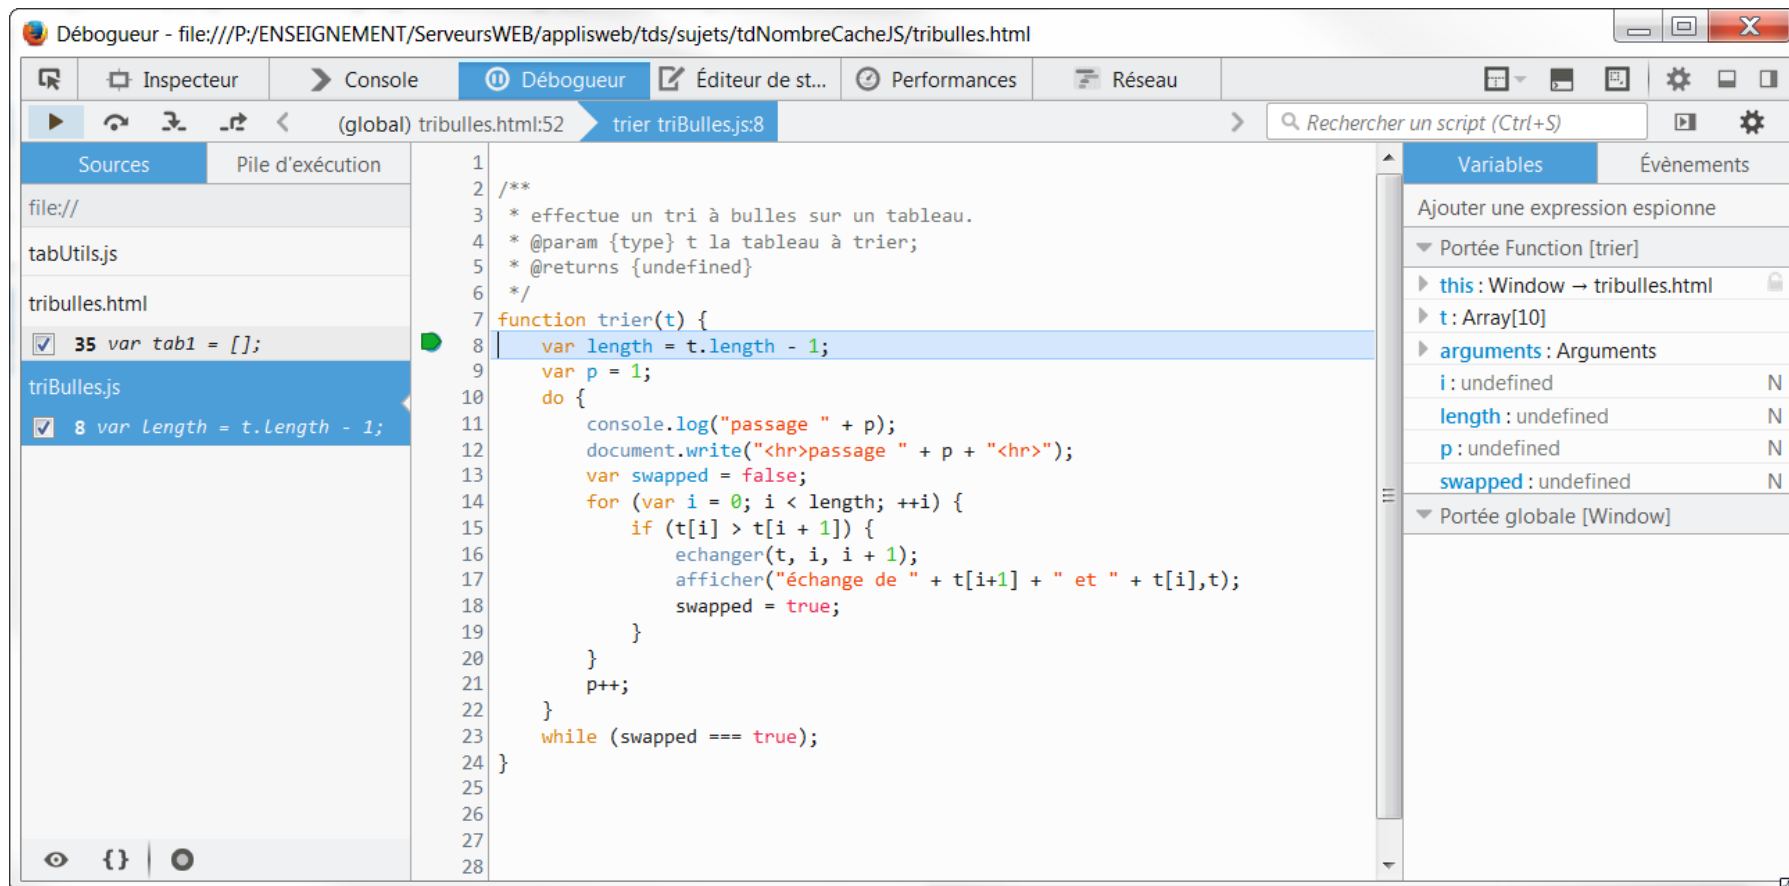 Débogueur - file:///P:/ENSEIGNEMENT/ServeursWEB/applisweb/tds/sujets/tdNombreCacheJS/tribulles.html
Inspecteur
Console
Débogueur
Éditeur de st...
Performances
Réseau
(global) tribulles.html:52
trier triBulles.js:8
Rechercher un script (Ctrl+S)
Sources
Pile d'exécution
file://
tabUtils.js
tribulles.html
35 var tab1 = [];
triBulles.js
8 var length = t.length - 1;
1
2 /**
3  * effectue un tri à bulles sur un tableau.
4  * @param {type} t la tableau à trier;
5  * @returns {undefined}
6  */
7 function trier(t) {
8     var length = t.length - 1;
9     var p = 1;
10     do {
11         console.log("passage " + p);
12         document.write("<hr>passage " + p + "<hr>");
13         var swapped = false;
14         for (var i = 0; i < length; ++i) {
15             if (t[i] > t[i + 1]) {
16                 echanger(t, i, i + 1);
17                 afficher("échange de " + t[i+1] + " et " + t[i],t);
18                 swapped = true;
19             }
20         }
21         p++;
22     }
23     while (swapped === true);
24 }
25
26
27
28
Variables
Évènements
Ajouter une expression espionne
Portée Function [trier]
this : Window → tribulles.html
t : Array[10]
arguments : Arguments
i : undefined N
length : undefined N
p : undefined N
swapped : undefined N
Portée globale [Window]